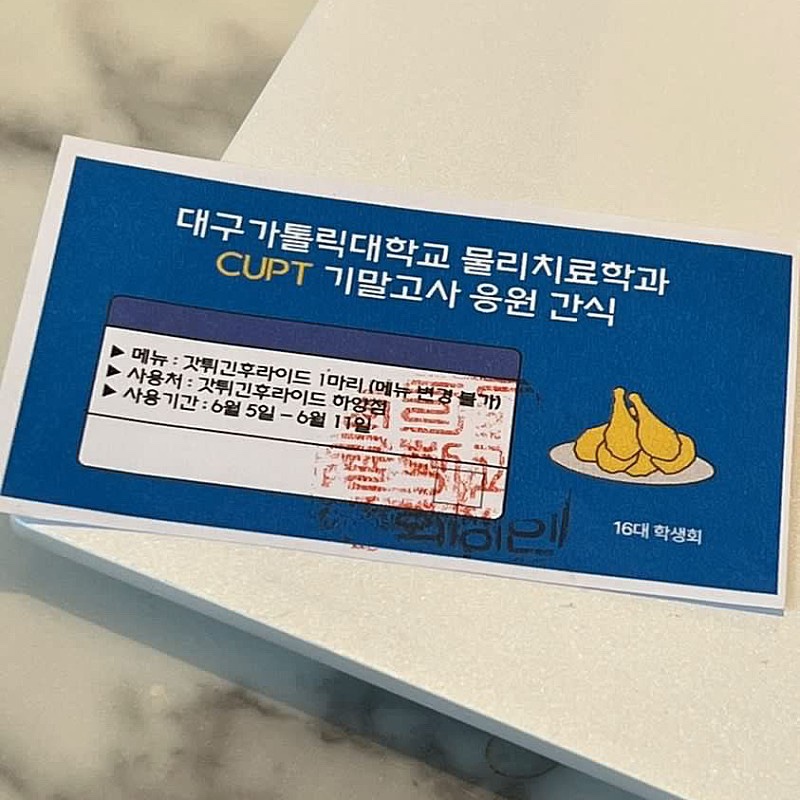 대구가톨릭대학교 물리치료학과
CUPT 기말고사 응원 간식
▶ 메뉴 : 갓튀긴후라이드 1마리 (메뉴 변경 불가)
▶ 사용처 : 갓튀긴후라이드 하양점
▶ 사용기간 : 6월 5일 - 6월 11일
16대 학생회